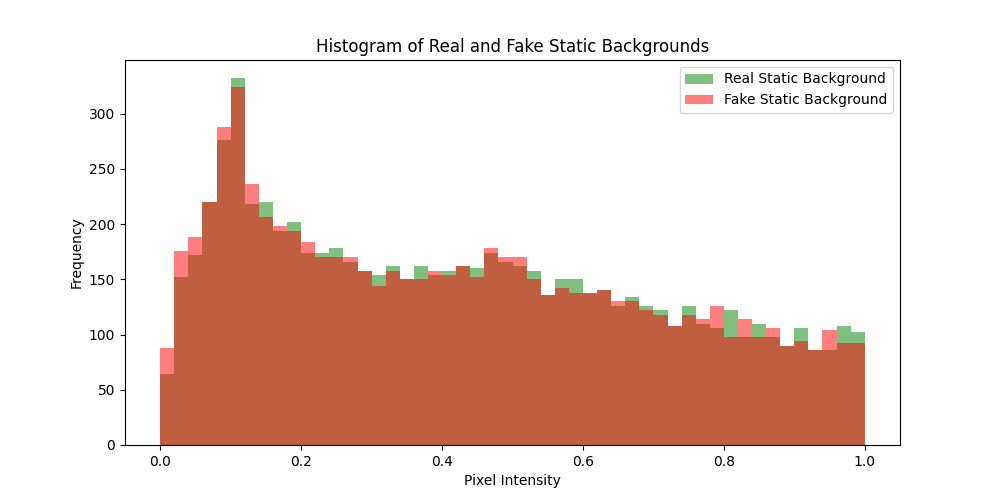 Histogram of Real and Fake Static Backgrounds
Real Static Background
Fake Static Background
300
250
200
150
100
50
0
Frequency
0.0 0.2 0.4 0.6 0.8 1.0
Pixel Intensity